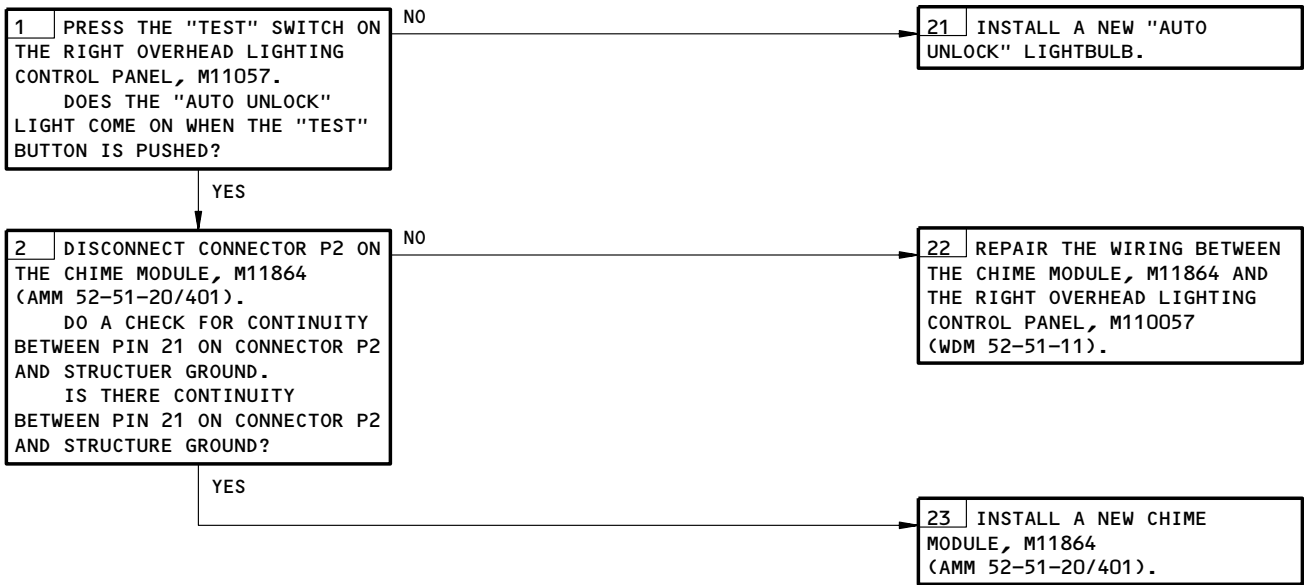 1 PRESS THE "TEST" SWITCH ON
THE RIGHT OVERHEAD LIGHTING
CONTROL PANEL, M11057.
DOES THE "AUTO UNLOCK"
LIGHT COME ON WHEN THE "TEST"
BUTTON IS PUSHED?
NO
21 INSTALL A NEW "AUTO
UNLOCK" LIGHTBULB.
YES
2 DISCONNECT CONNECTOR P2 ON
THE CHIME MODULE, M11864
(AMM 52-51-20/401).
DO A CHECK FOR CONTINUITY
BETWEEN PIN 21 ON CONNECTOR P2
AND STRUCTUER GROUND.
IS THERE CONTINUITY
BETWEEN PIN 21 ON CONNECTOR P2
AND STRUCTURE GROUND?
NO
22 REPAIR THE WIRING BETWEEN
THE CHIME MODULE, M11864 AND
THE RIGHT OVERHEAD LIGHTING
CONTROL PANEL, M110057
(WDM 52-51-11).
YES
23 INSTALL A NEW CHIME
MODULE, M11864
(AMM 52-51-20/401).